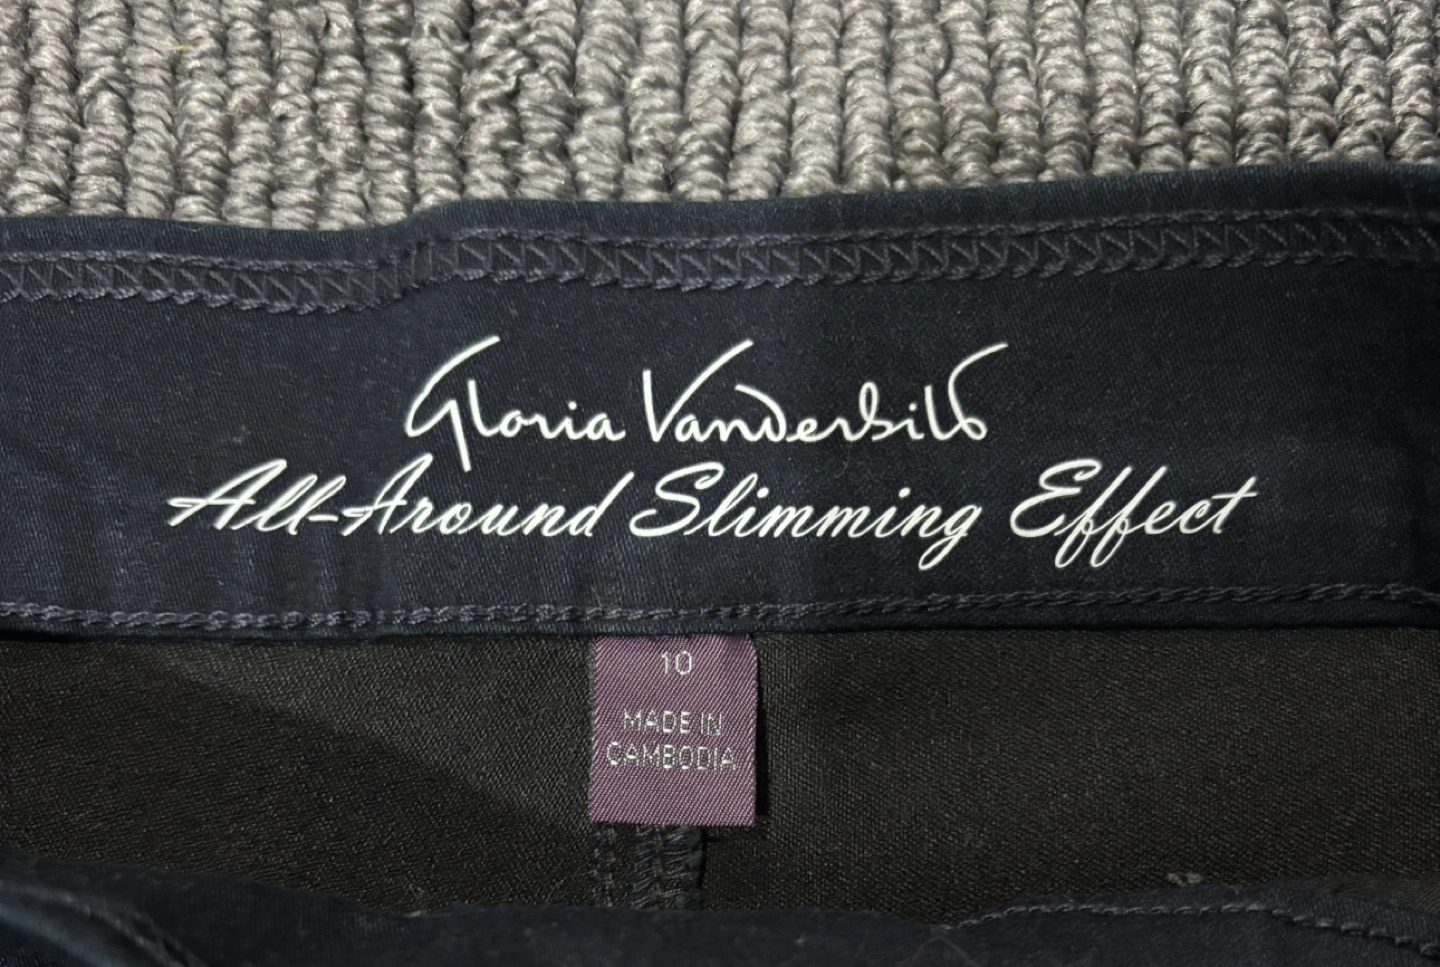 Gloria Vanderbilt
All-Around Slimming Effect
10
MADE IN
CAMBODIA